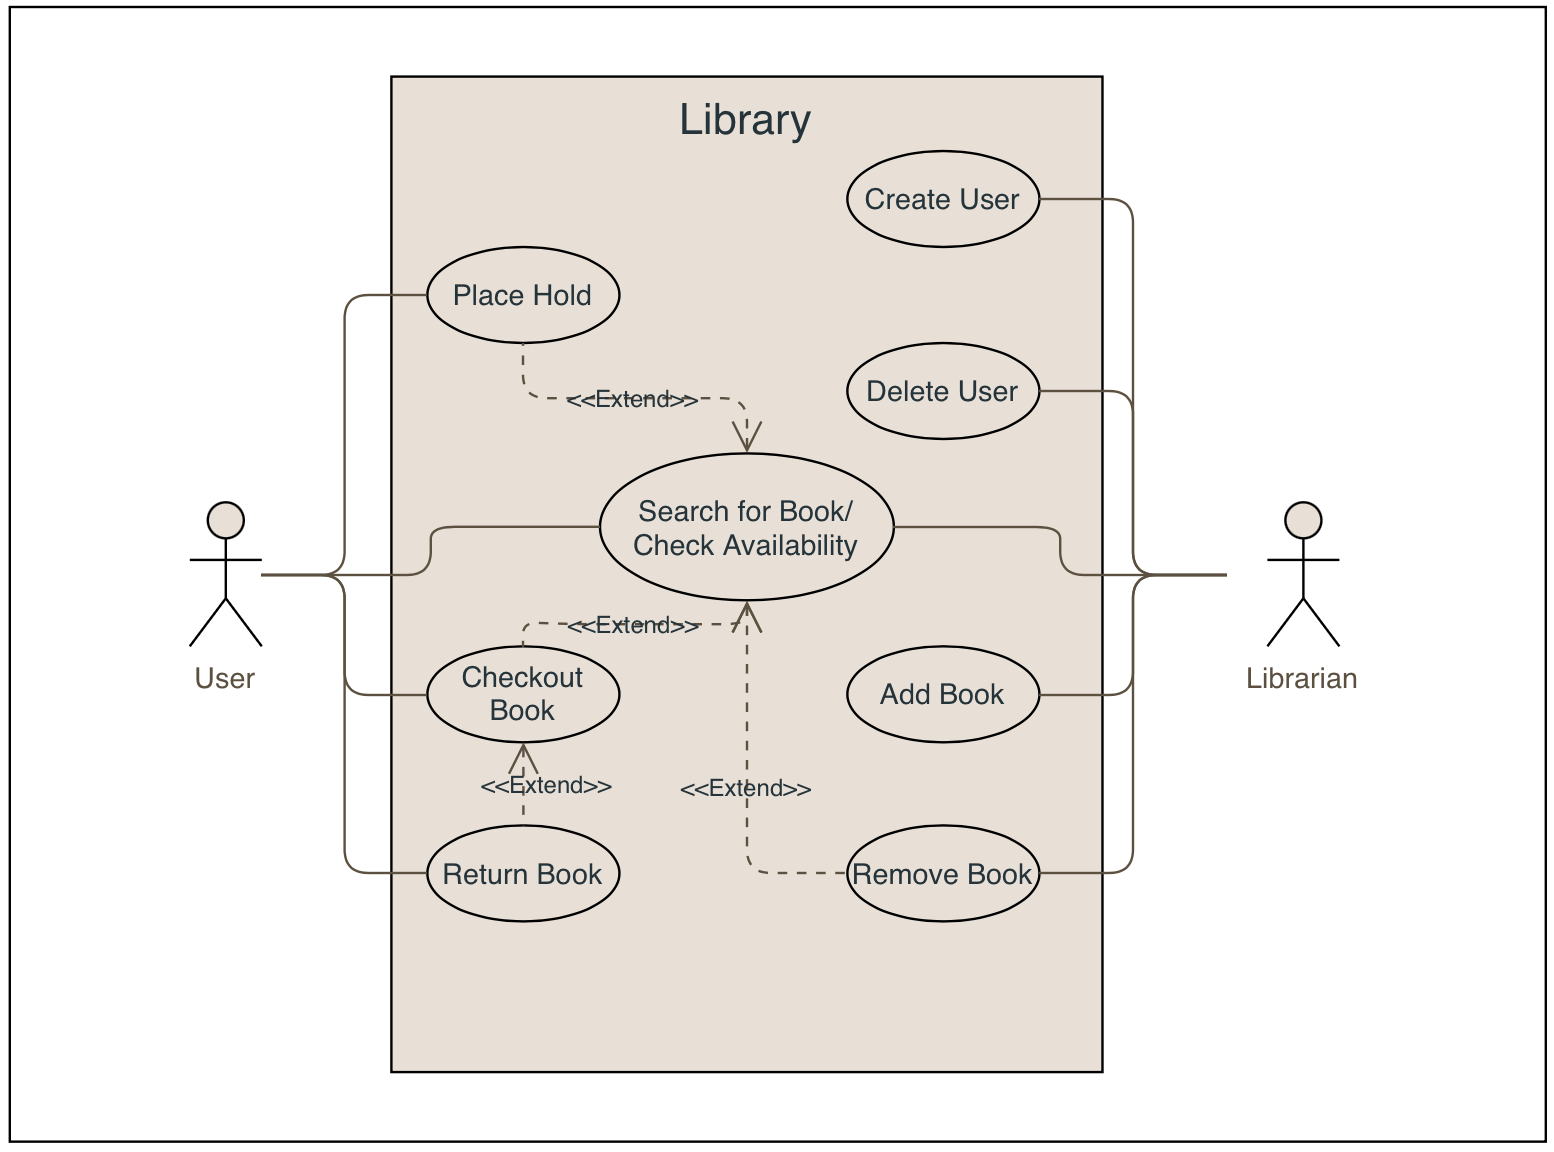 Library
Create User
Place Hold
Delete User
<<Extend>>
Search for Book/
Check Availability
<<Extend>>
User
Checkout
Book
Add Book
Librarian
<<Extend>>
<<Extend>>
Return Book
Remove Book